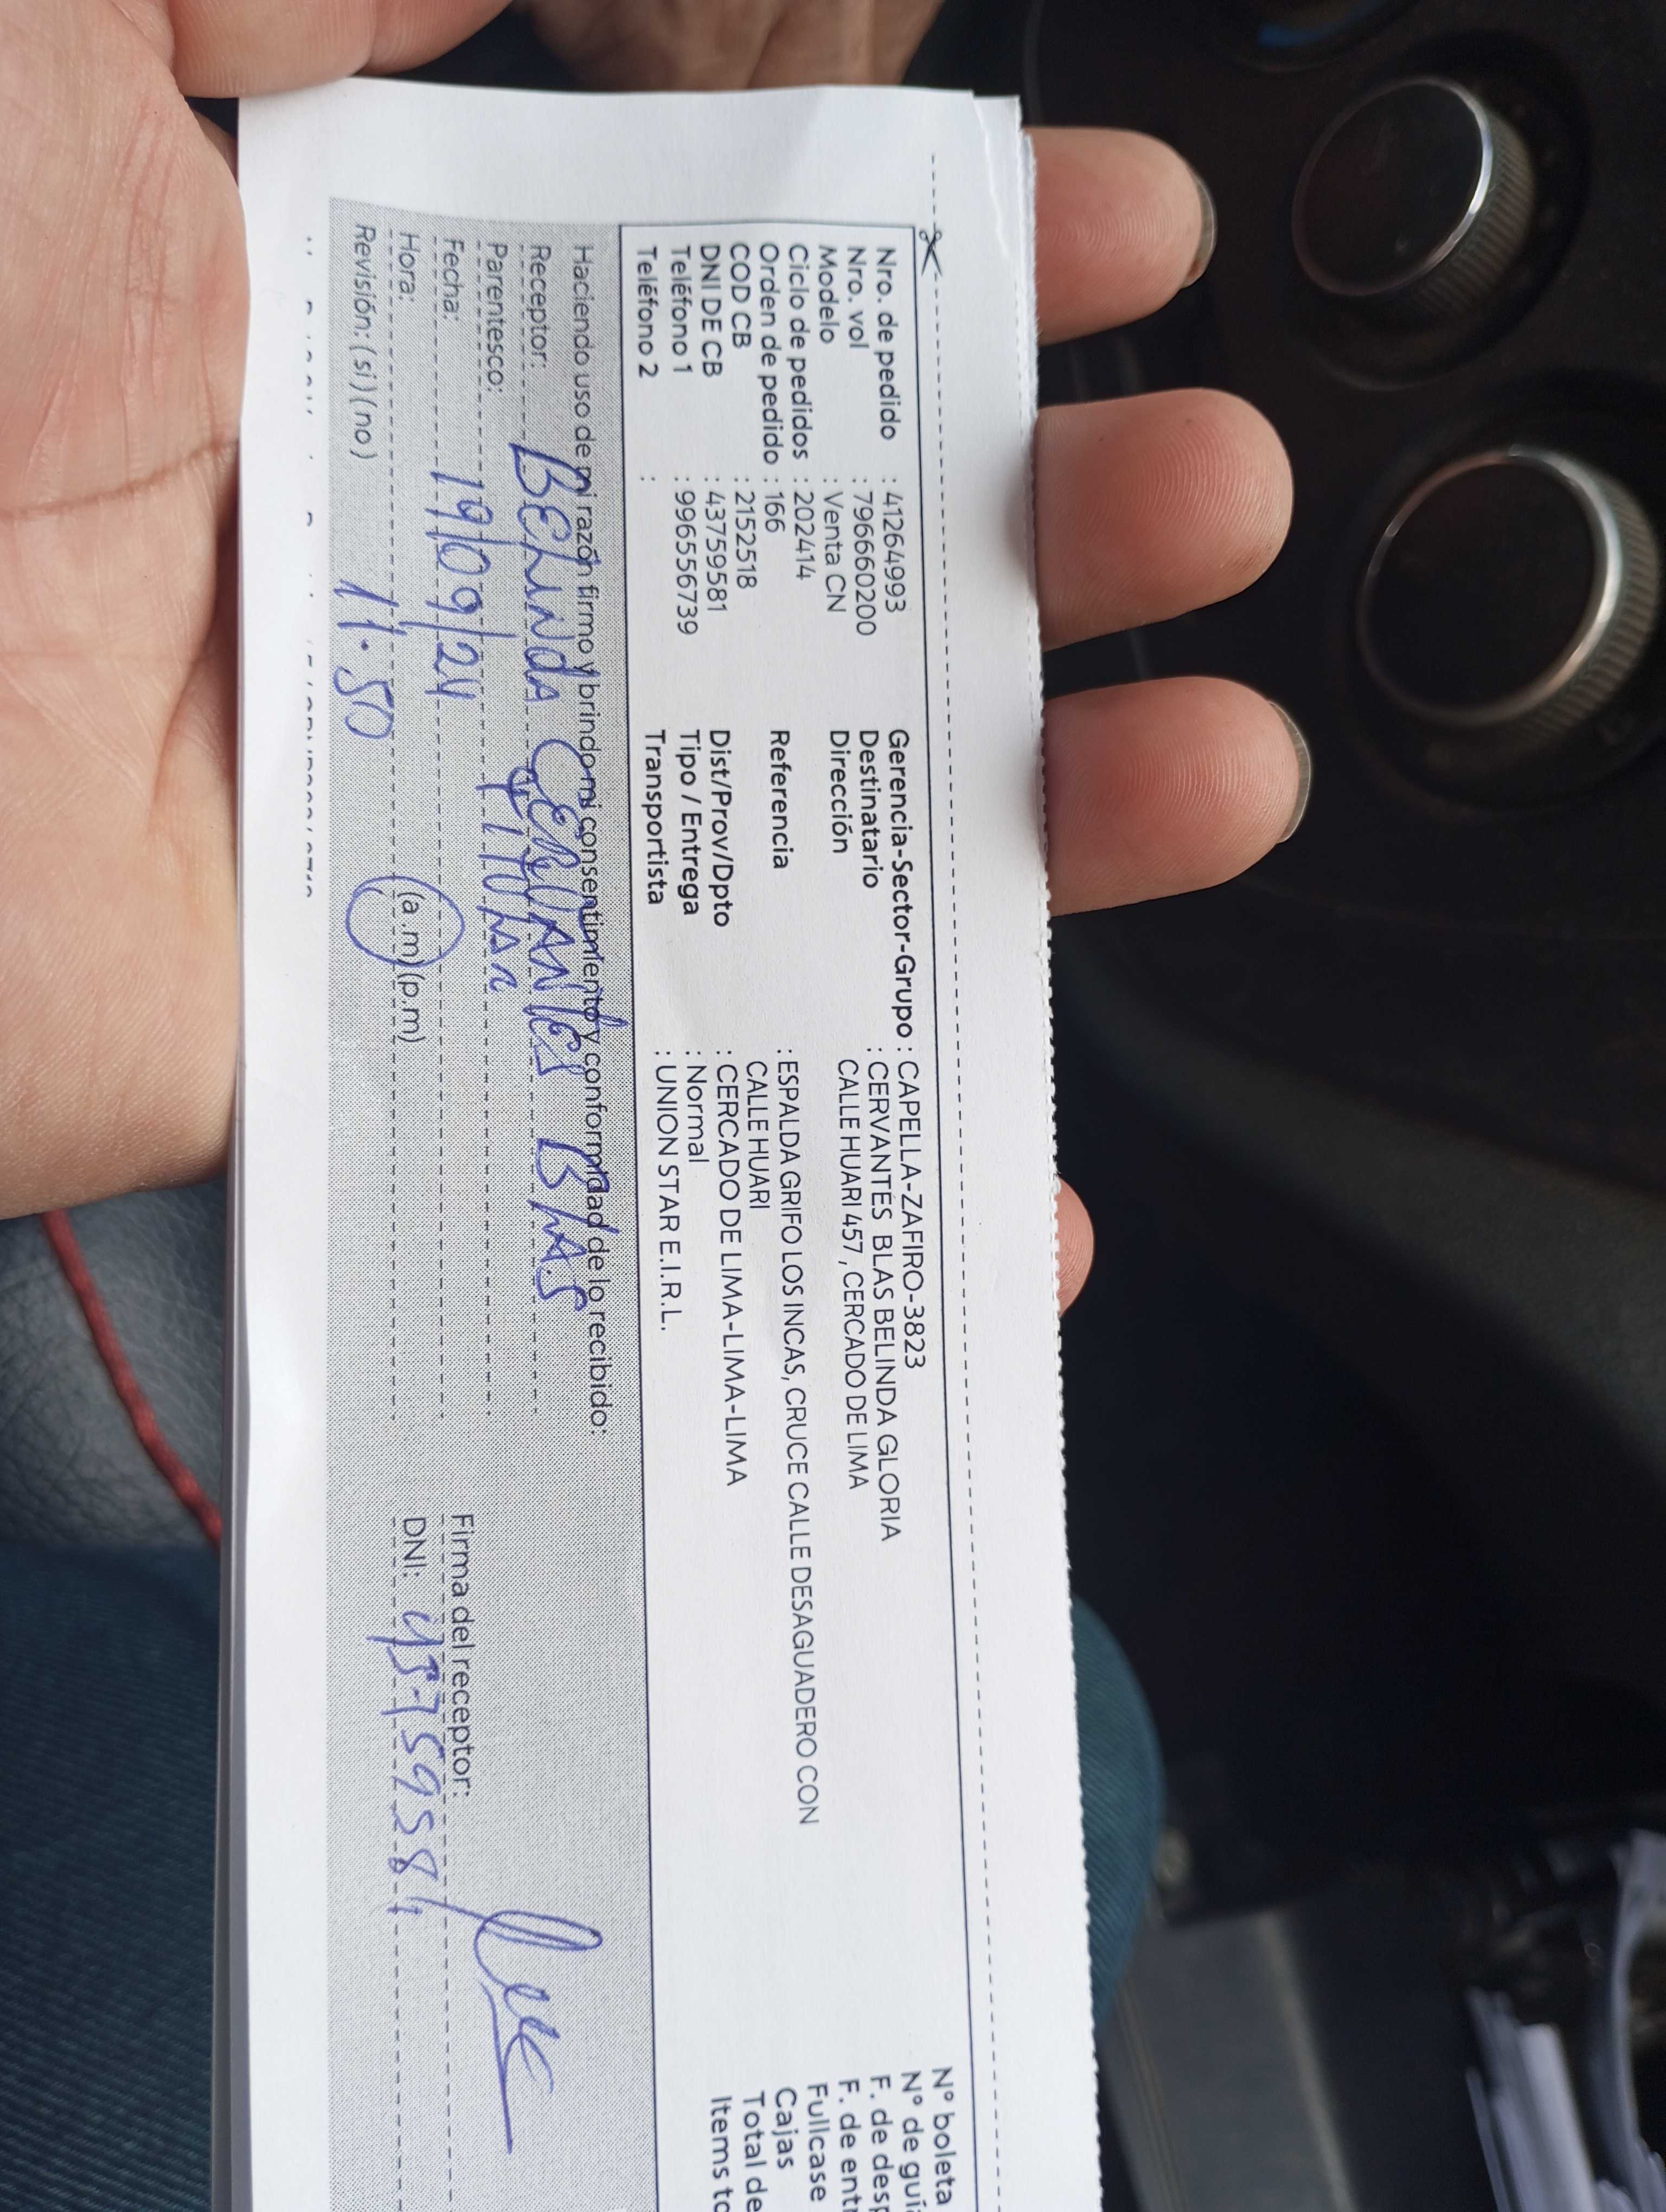 Nro. de pedido : 41264993
Nro. vol : 7966660200
Modelo : Venta CN
Ciclo de pedidos : 202414
Orden de pedido : 166
COD CB : 2152518
DNI DE CB : 43759581
Teléfono 1 : 996556739
Teléfono 2 :
Gerencia-Sector-Grupo : CAPELLA-ZAFIRO-3823
Destinatario : CERVANTES BLAS BELINDA GLORIA
Dirección CALLE HUARI 457 , CERCADO DE LIMA
Referencia : ESPALDA GRIFO LOS INCAS, CRUCE CALLE DESAGUADERO CON
CALLE HUARI
Dist/Prov/Dpto : CERCADO DE LIMA-LIMA-LIMA
Tipo / Entrega : Normal
Transportista : UNION STAR E.I.R.L.
Nº boleta
Nº de guí
F. de desp
F. de entr
Fullcase
Cajas
Total de
Items to
Haciendo uso de mi razón firmo y brindo mi consentimiento y conformidad de lo recibido:
Receptor: BELINDA CERVANTES BLAS
Parentesco: titular
Fecha: 19/09/24
Hora: 11.50 (a.m) (p.m)
Revisión: (si) (no)
Firma del receptor:
DNI: 43759581